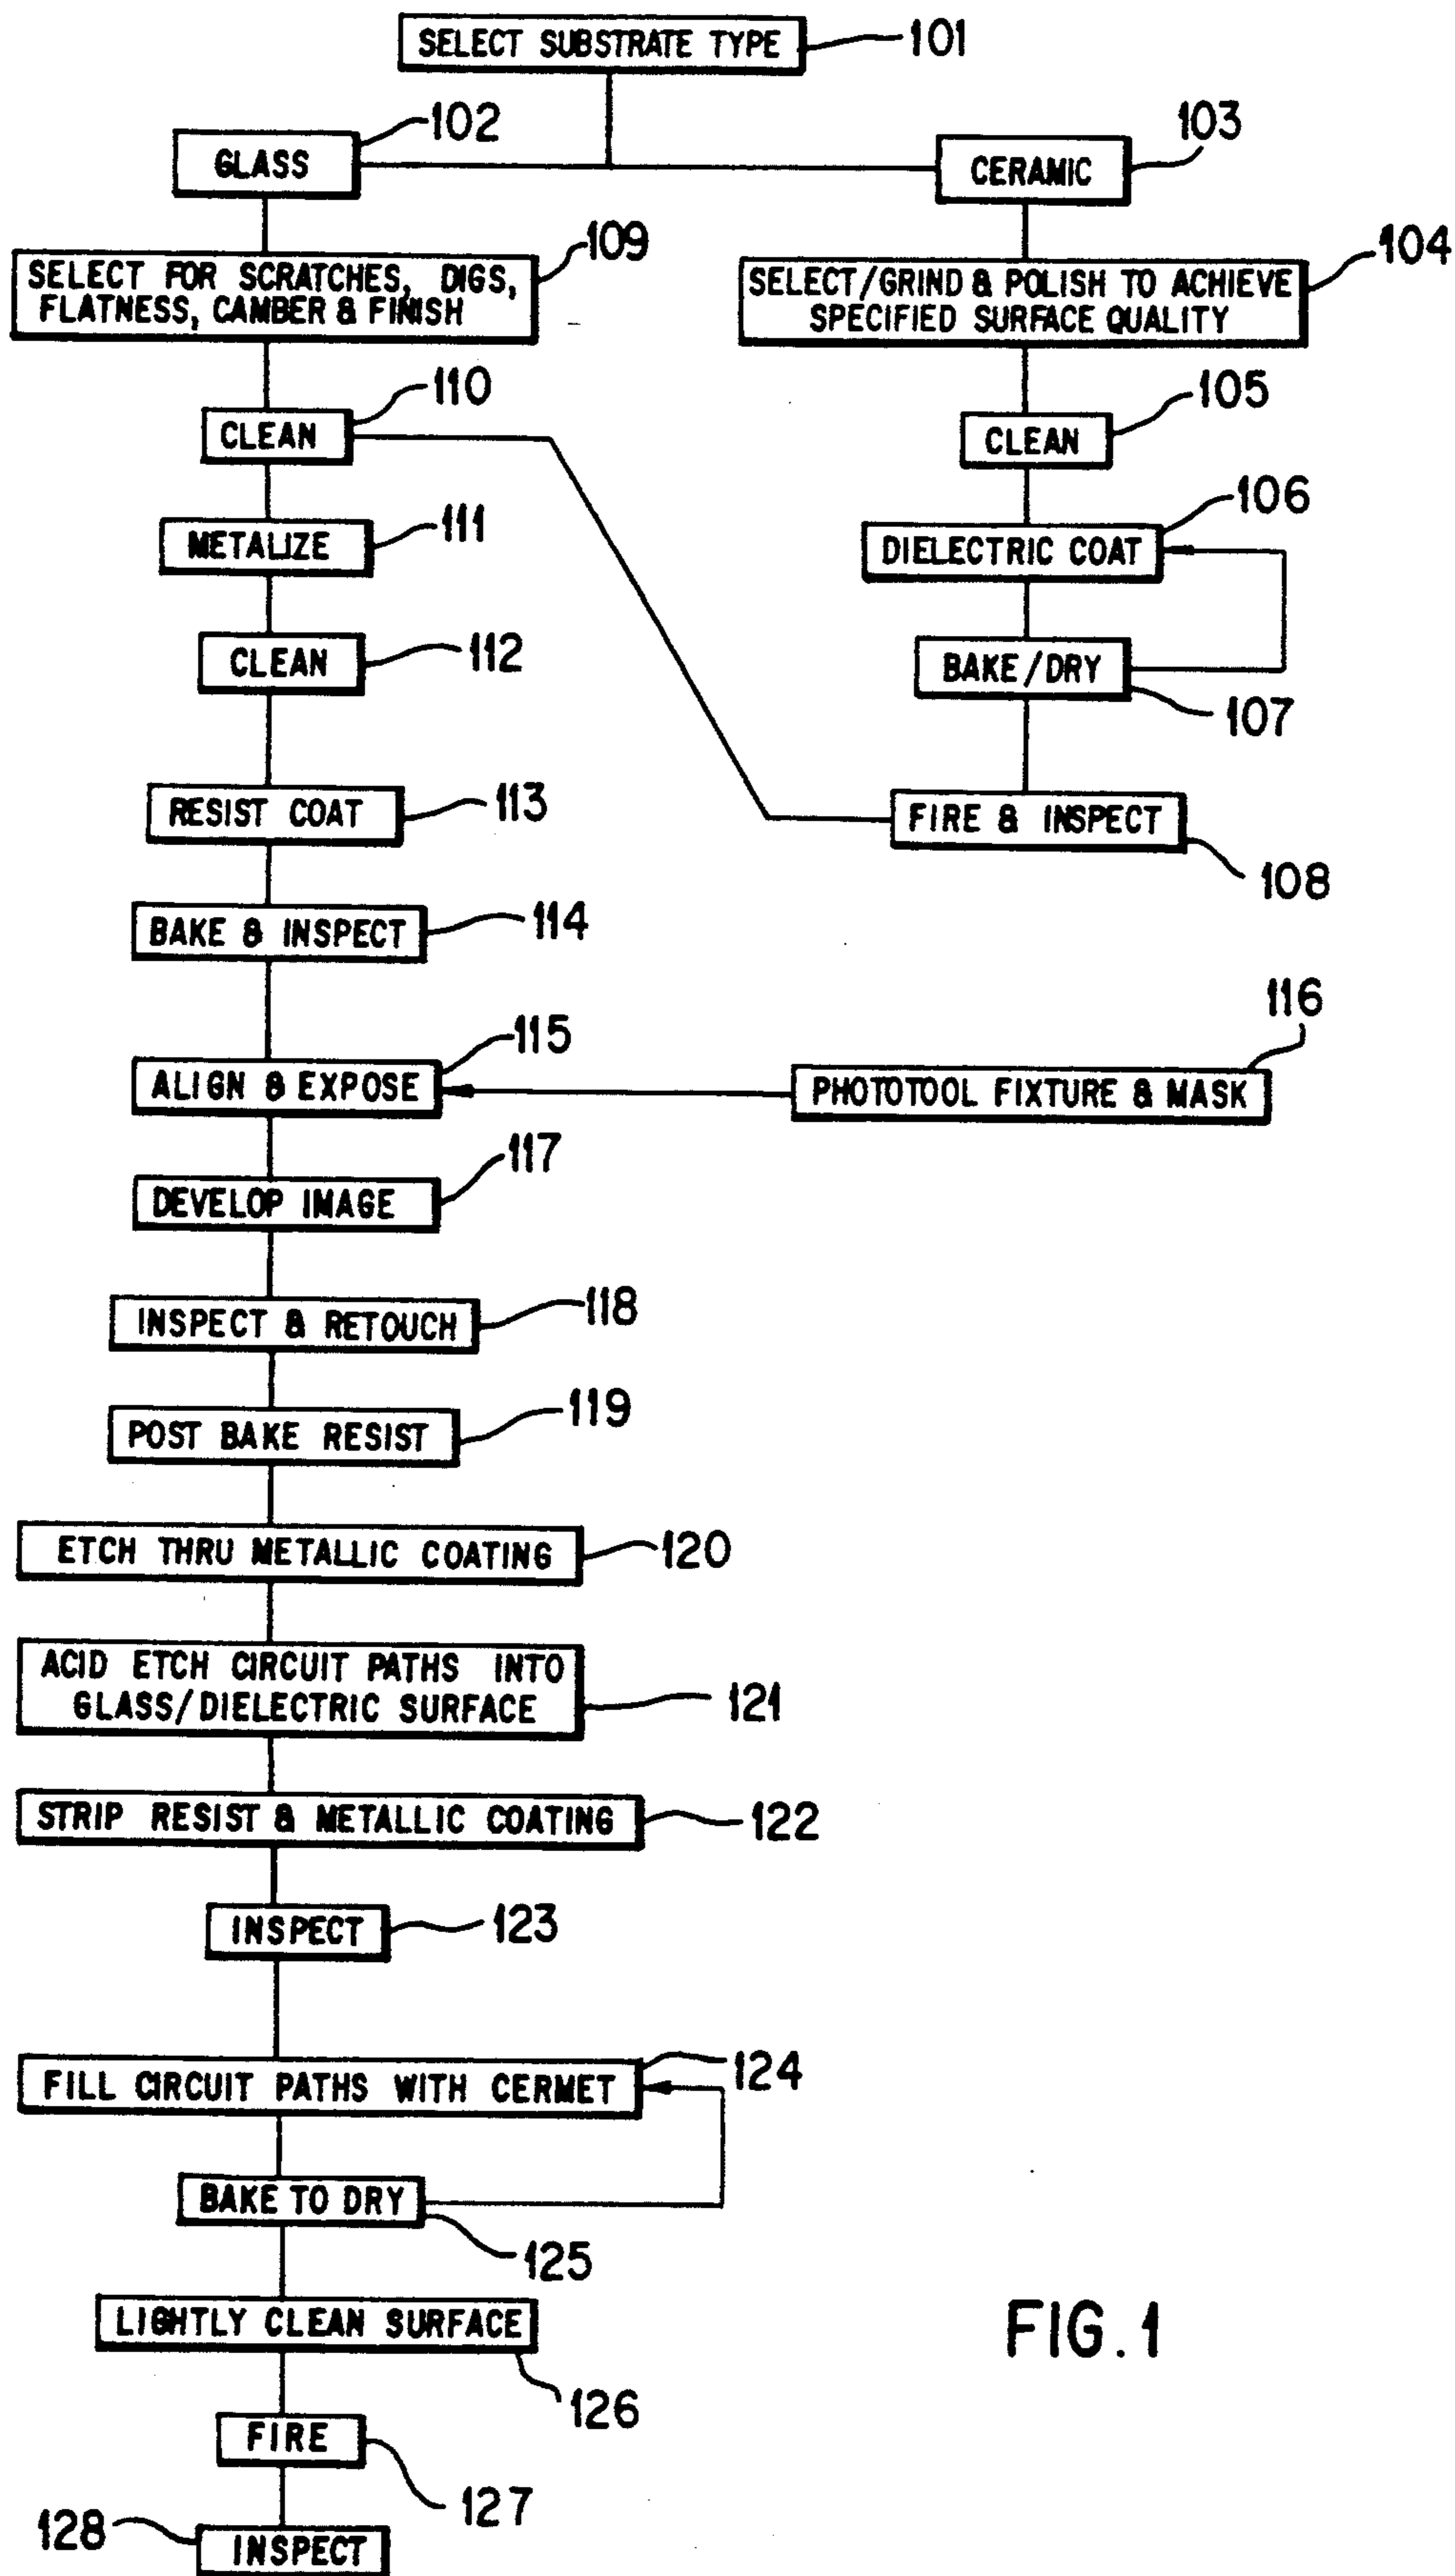 SELECT SUBSTRATE TYPE
101
GLASS
102
CERAMIC
103
SELECT FOR SCRATCHES, DIGS,
FLATNESS, CAMBER & FINISH
109
SELECT/GRIND & POLISH TO ACHIEVE
SPECIFIED SURFACE QUALITY
104
CLEAN
110
CLEAN
105
METALIZE
111
DIELECTRIC COAT
106
CLEAN
112
BAKE/DRY
107
RESIST COAT
113
FIRE & INSPECT
108
BAKE & INSPECT
114
ALIGN & EXPOSE
115
PHOTOTOOL FIXTURE & MASK
116
DEVELOP IMAGE
117
INSPECT & RETOUCH
118
POST BAKE RESIST
119
ETCH THRU METALLIC COATING
120
ACID ETCH CIRCUIT PATHS INTO
GLASS/DIELECTRIC SURFACE
121
STRIP RESIST & METALLIC COATING
122
INSPECT
123
FILL CIRCUIT PATHS WITH CERMET
124
BAKE TO DRY
125
LIGHTLY CLEAN SURFACE
126
FIRE
127
128
INSPECT
FIG. 1